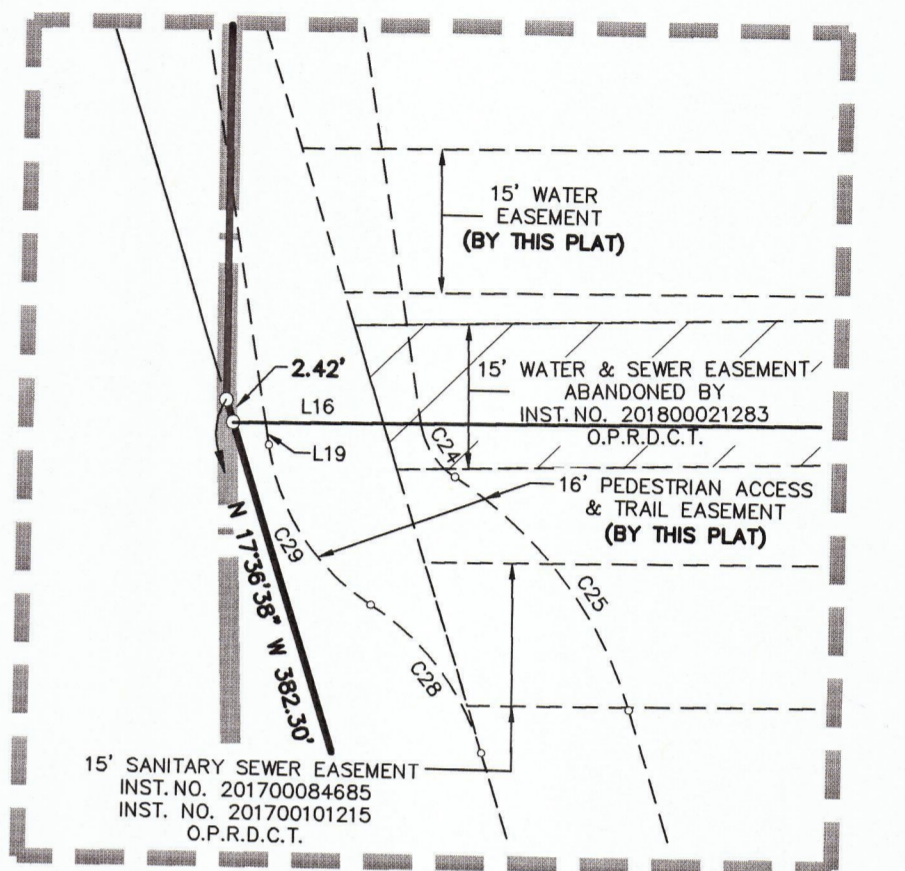 15' WATER
EASEMENT
(BY THIS PLAT)
2.42'
15' WATER & SEWER EASEMENT
ABANDONED BY
INST. NO. 201800021283
O.P.R.D.C.T.
L16
L19
C24
16' PEDESTRIAN ACCESS
& TRAIL EASEMENT
(BY THIS PLAT)
C29
C25
N 17°36'38" W 382.30'
C28
15' SANITARY SEWER EASEMENT
INST. NO. 201700084685
INST. NO. 201700101215
O.P.R.D.C.T.